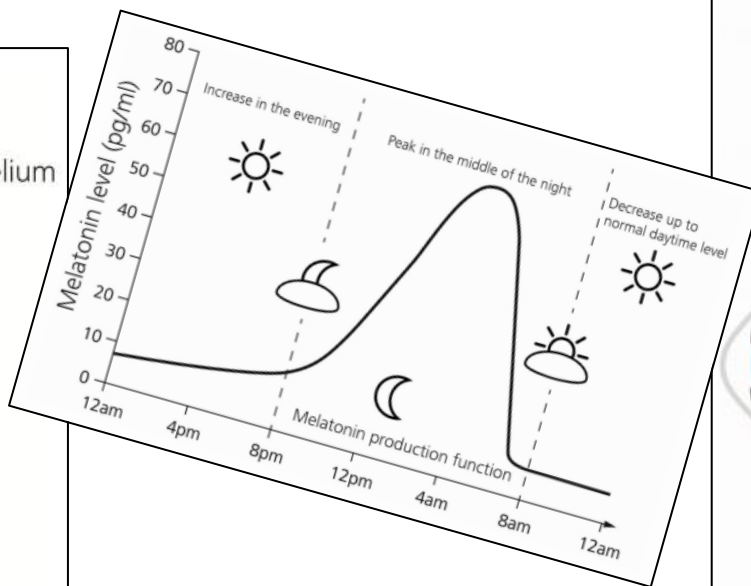 lium
80
70
60
50
40
30
20
10
0
Melatonin level (pg/ml)
Increase in the evening
Peak in the middle of the night
Decrease up to
normal daytime level
Melatonin production function
12am
4pm
8pm
12pm
4am
8am
12am